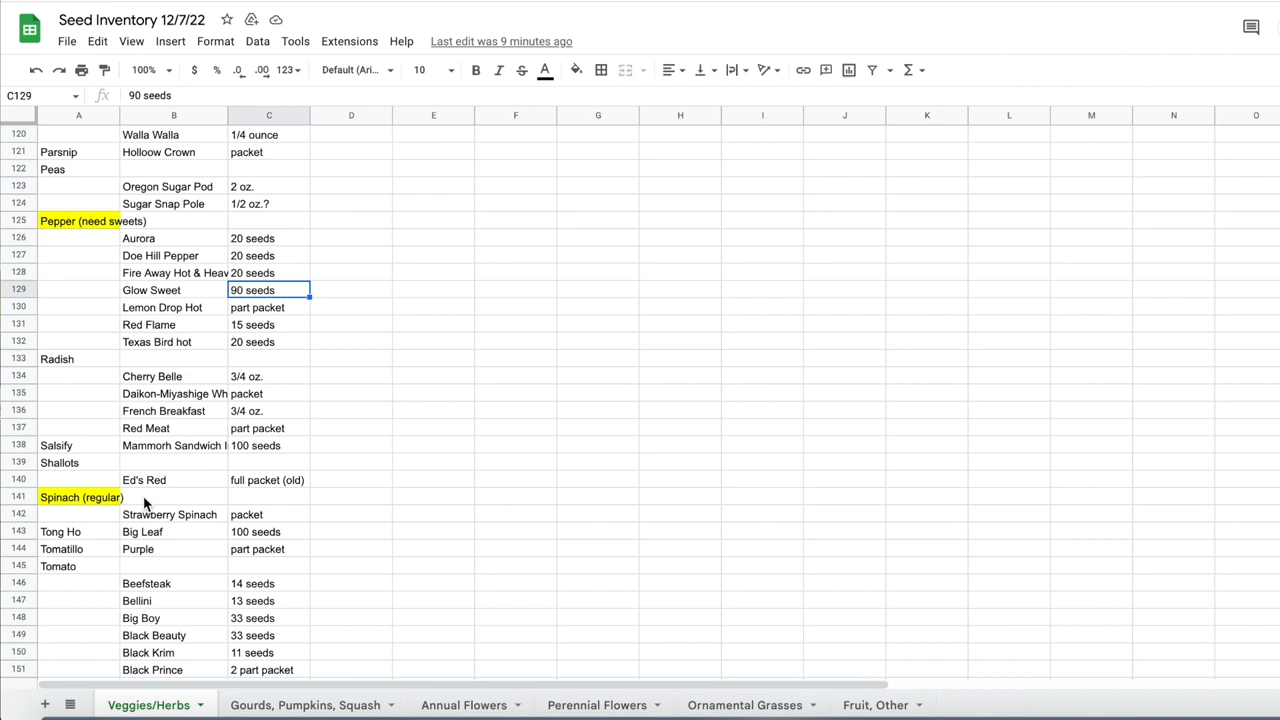 Seed Inventory 12/7/22
File Edit View Insert Format Data Tools Extensions Help Last edit was 9 minutes ago
100% $ % .0 .00 123 Default (Ari... 10 B I S A
C129 fx 90 seeds
A B C D E F G H I J K L M N O
120 Walla Walla 1/4 ounce
121 Parsnip Holloow Crown packet
122 Peas
123 Oregon Sugar Pod 2 oz.
124 Sugar Snap Pole 1/2 oz.?
125 Pepper (need sweets)
126 Aurora 20 seeds
127 Doe Hill Pepper 20 seeds
128 Fire Away Hot & Heav 20 seeds
129 Glow Sweet 90 seeds
130 Lemon Drop Hot part packet
131 Red Flame 15 seeds
132 Texas Bird hot 20 seeds
133 Radish
134 Cherry Belle 3/4 oz.
135 Daikon-Miyashige Wh packet
136 French Breakfast 3/4 oz.
137 Red Meat part packet
138 Salsify Mammorh Sandwich I 100 seeds
139 Shallots
140 Ed's Red full packet (old)
141 Spinach (regular)
142 Strawberry Spinach packet
143 Tong Ho Big Leaf 100 seeds
144 Tomatillo Purple part packet
145 Tomato
146 Beefsteak 14 seeds
147 Bellini 13 seeds
148 Big Boy 33 seeds
149 Black Beauty 33 seeds
150 Black Krim 11 seeds
151 Black Prince 2 part packet
+ Veggies/Herbs Gourds, Pumpkins, Squash Annual Flowers Perennial Flowers Ornamental Grasses Fruit, Other